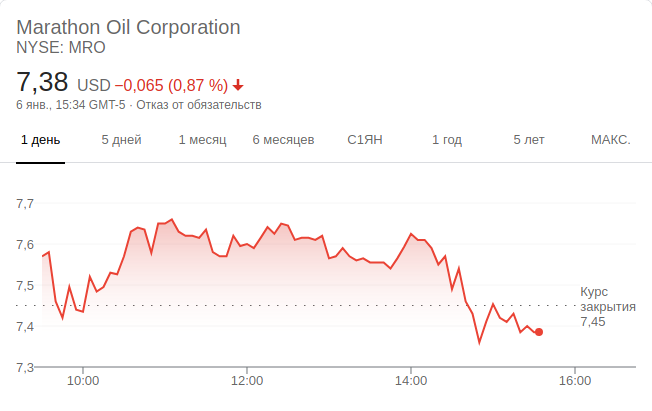 Marathon Oil Corporation
NYSE: MRO
7,38 USD −0,065 (0,87 %)
6 янв., 15:34 GMT-5 · Отказ от обязательств
1 день 5 дней 1 месяц 6 месяцев С1ЯН 1 год 5 лет МАКС.
7,7
7,6
7,5
7,4
7,3
Курс
закрытия
7,45
10:00 12:00 14:00 16:00